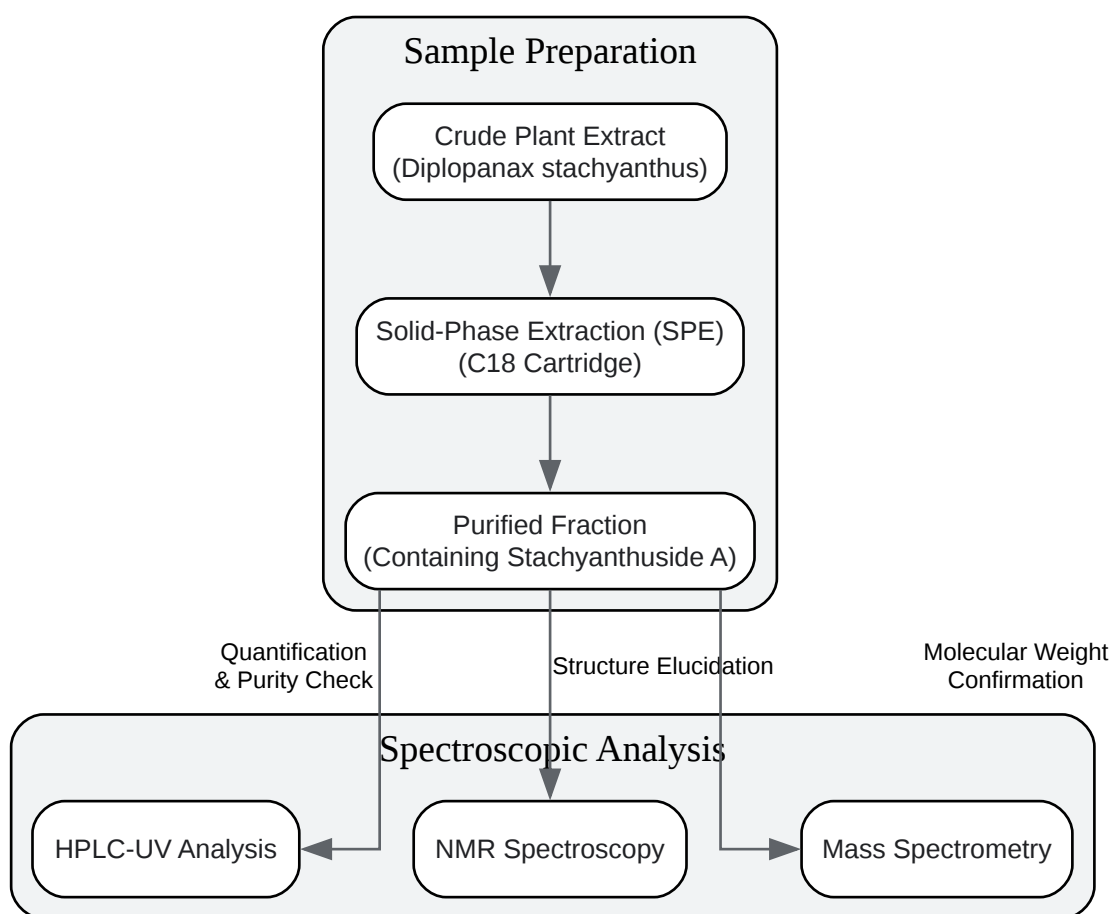 Sample Preparation
Crude Plant Extract
(Diplopanax stachyanthus)
Solid-Phase Extraction (SPE)
(C18 Cartridge)
Purified Fraction
(Containing Stachyanthuside A)
Quantification
& Purity Check
Structure Elucidation
Molecular Weight
Confirmation
Spectroscopic Analysis
HPLC-UV Analysis
NMR Spectroscopy
Mass Spectrometry